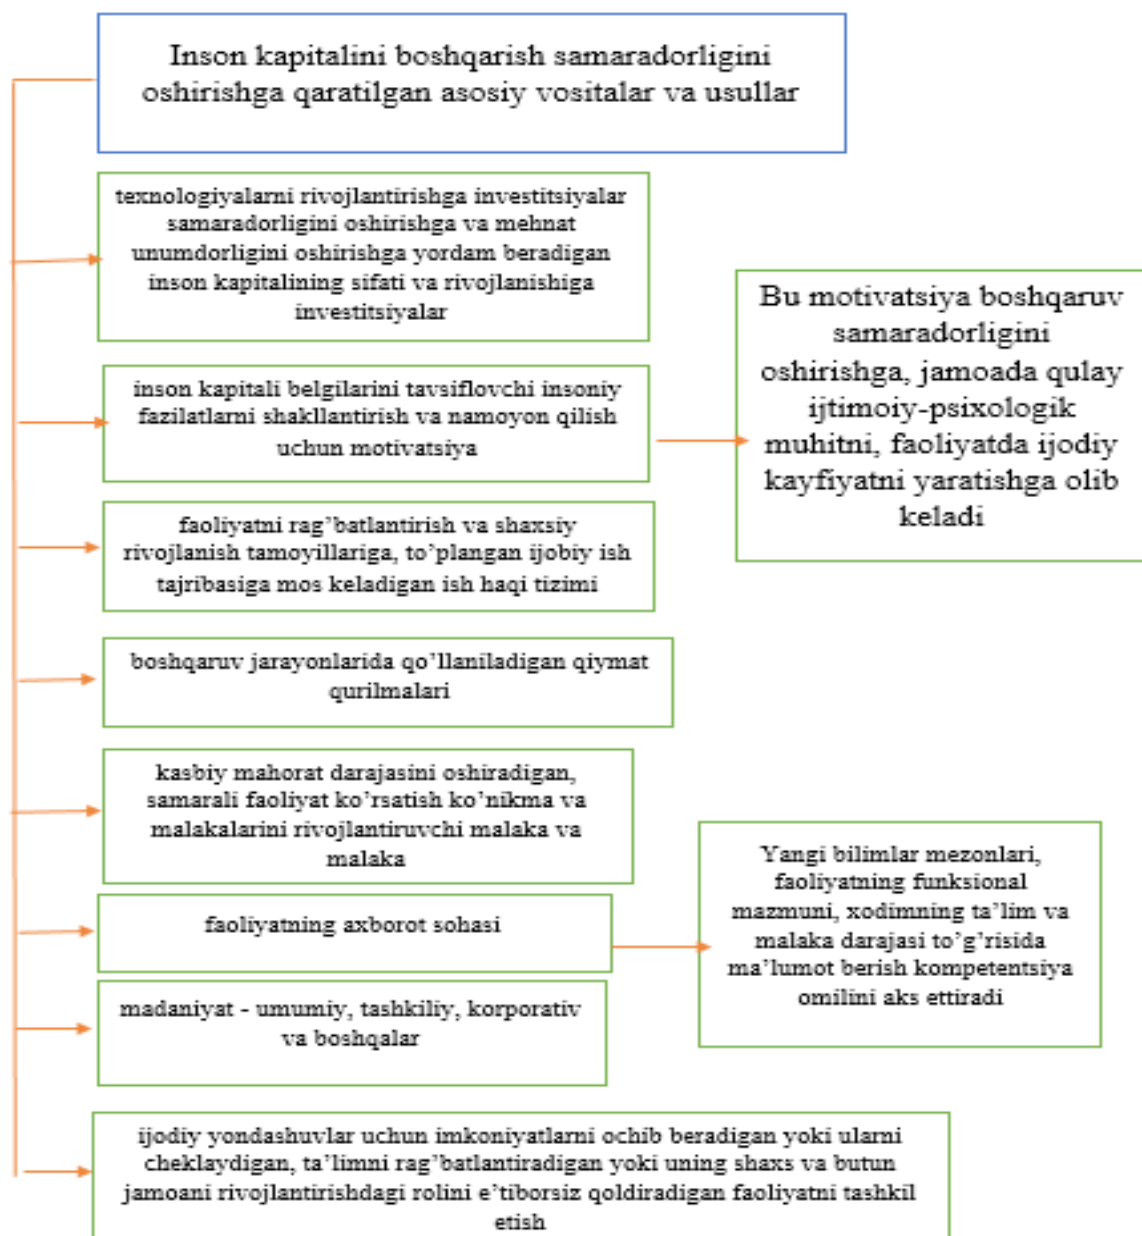 Inson kapitalini boshqarish samaradorligini
oshirishga qaratilgan asosiy vositalar va usullar
texnologiyalarni rivojlantirishga investitsiyalar
samaradorligini oshirishga va mehnat
unumdorligini oshirishga yordam beradigan
inson kapitalining sifati va rivojlanishiga
investitsiyalar
inson kapitali belgilarini tavsiflovchi insoniy
fazilatlarni shakllantirish va namoyon qilish
uchun motivatsiya
Bu motivatsiya boshqaruv
samaradorligini
oshirishga, jamoada qulay
ijtimoiy-psixologik
muhitni, faoliyatda ijodiy
kayfiyatni yaratishga olib
keladi
faoliyatni rag’batlantirish va shaxsiy
rivojlanish tamoyillariga, to’plangan ijobiy ish
tajribasiga mos keladigan ish haqi tizimi
boshqaruv jarayonlarida qo’llaniladigan qiymat
qurilmalari
kasbiy mahorat darajasini oshiradigan,
samarali faoliyat ko’rsatish ko’nikma va
malakalarini rivojlantiruvchi malaka va
malaka
faoliyatning axborot sohasi
Yangi bilimlar mezonlari,
faoliyatning funksional
mazmuni, xodimning ta’lim va
malaka darajasi to’g’risida
ma’lumot berish kompetentsiya
omilini aks ettiradi
madaniyat - umumiy, tashkiliy, korporativ
va boshqalar
ijodiy yondashuvlar uchun imkoniyatlarni ochib beradigan yoki ularni
cheklaydigan, ta’limni rag’batlantiradigan yoki uning shaxs va butun
jamoani rivojlantirishdagi rolini e’tiborsiz qoldiradigan faoliyatni tashkil
etish